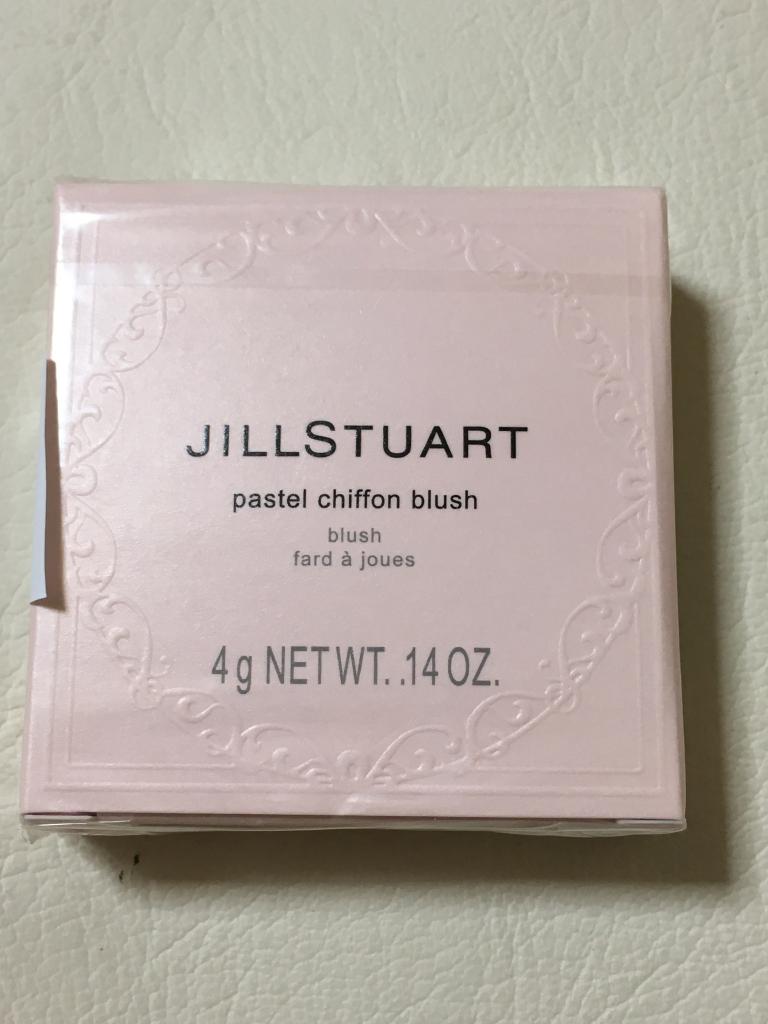 JILLSTUART
pastel chiffon blush
blush
fard à joues
4g NET WT. .14 OZ.